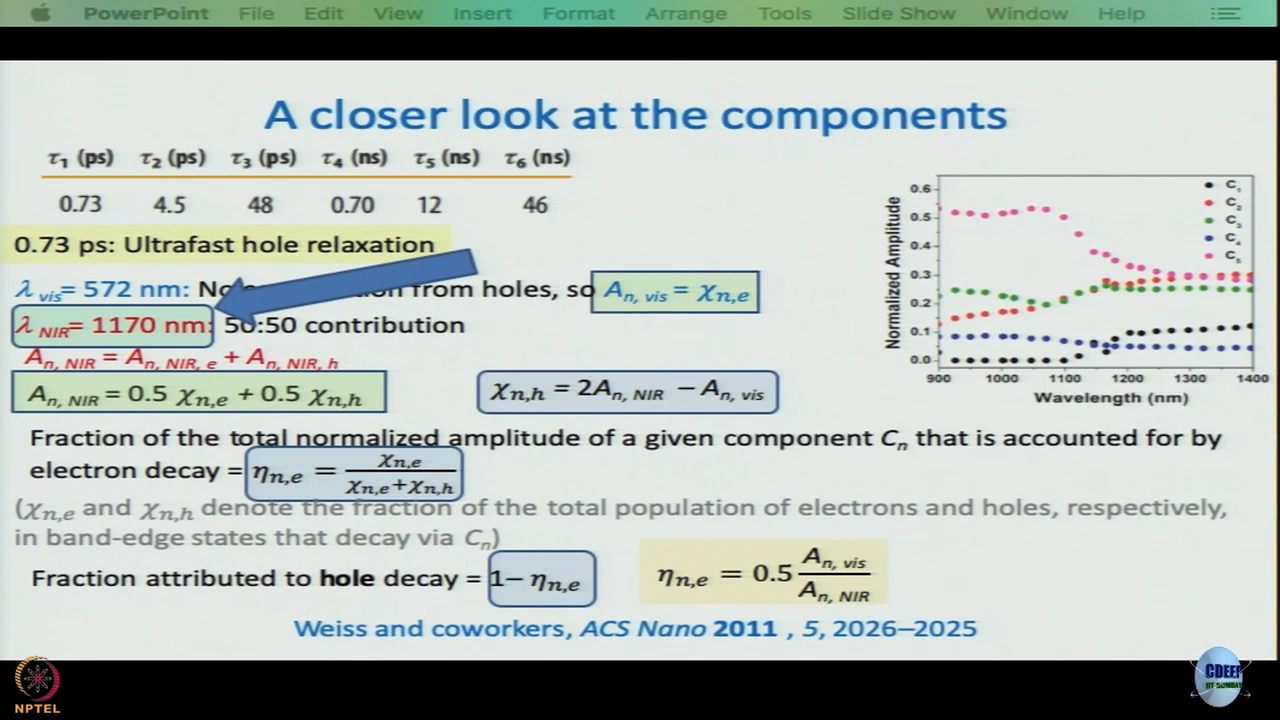 PowerPoint File Edit View Insert Format Arrange Tools Slide Show Window Help
A closer look at the components
τ1 (ps) τ2 (ps) τ3 (ps) τ4 (ns) τ5 (ns) τ6 (ns)
0.73 4.5 48 0.70 12 46
0.73 ps: Ultrafast hole relaxation
λ vis= 572 nm: from holes, so An, vis = χn,e
λ NIR= 1170 nm: 50:50 contribution
An, NIR = An, NIR, e + An, NIR, h
An, NIR = 0.5 χn,e + 0.5 χn,h
χn,h = 2An, NIR − An, vis
Normalized Amplitude
0.6
0.5
0.4
0.3
0.2
0.1
0.0
C1
C2
C3
C4
C5
900 1000 1100 1200 1300 1400
Wavelength (nm)
Fraction of the total normalized amplitude of a given component Cn that is accounted for by
electron decay = ηn,e = χn,e / χn,e+χn,h
(χn,e and χn,h denote the fraction of the total population of electrons and holes, respectively,
in band-edge states that decay via Cn)
Fraction attributed to hole decay = 1− ηn,e
ηn,e = 0.5 An, vis / An, NIR
Weiss and coworkers, ACS Nano 2011 , 5, 2026–2025
NPTEL
CDEEP
IIT BOMBAY